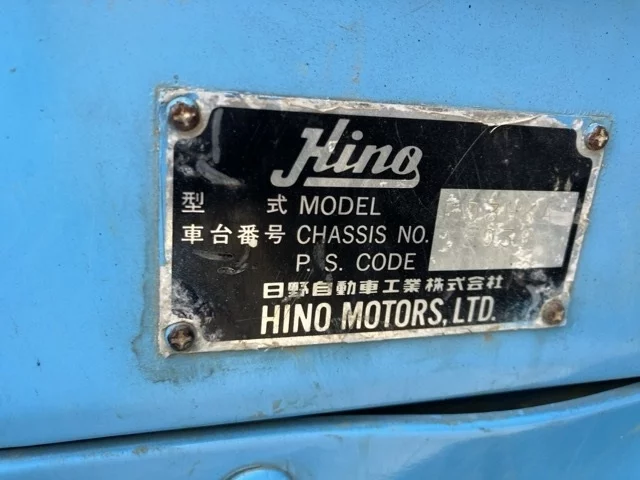 Hino
型 式 MODEL
車台番号 CHASSIS NO.
P. S. CODE
日野自動車工業株式会社
HINO MOTORS, LTD.